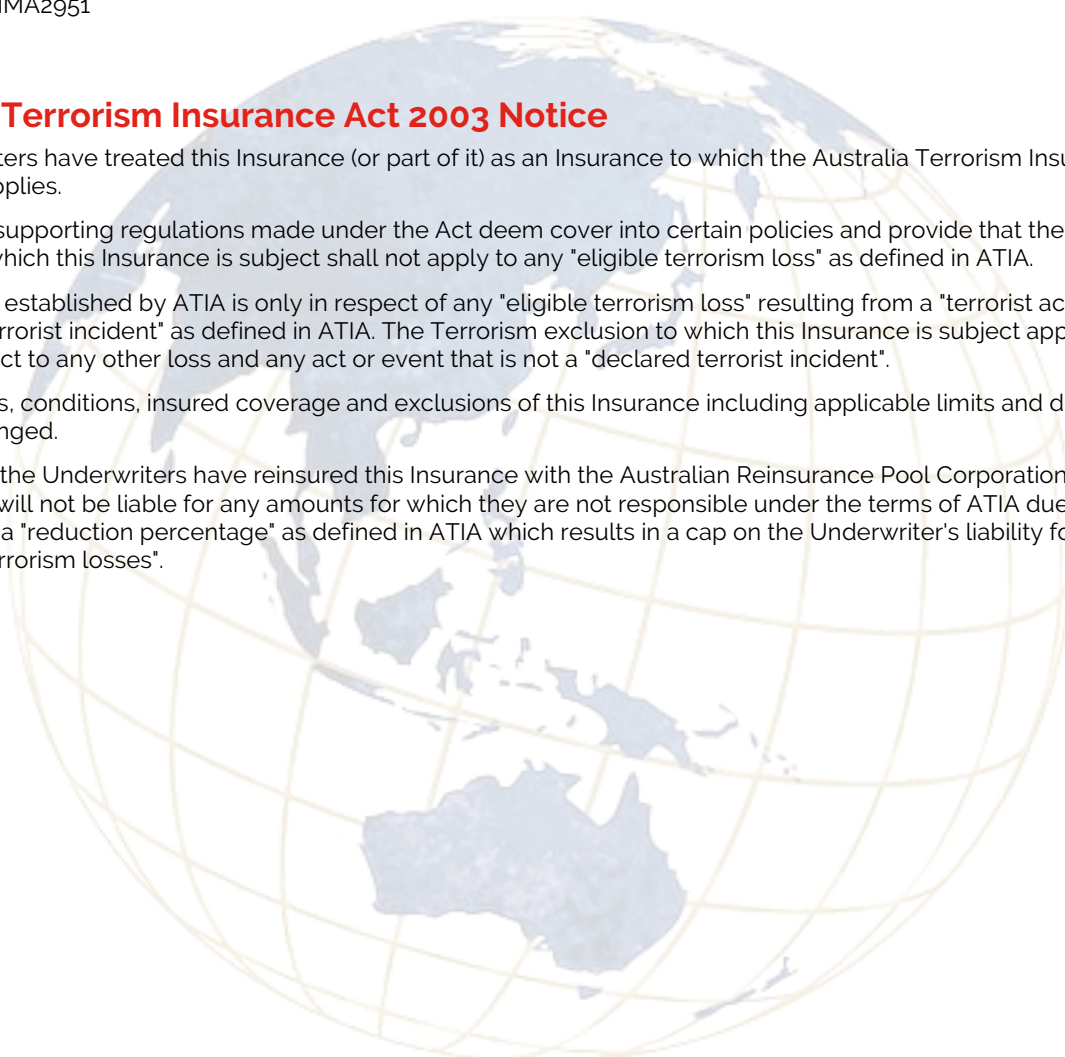 MA2951
Terrorism Insurance Act 2003 Notice
ters have treated this Insurance (or part of it) as an Insurance to which the Australia Terrorism Insu
pplies.
supporting regulations made under the Act deem cover into certain policies and provide that the
which this Insurance is subject shall not apply to any "eligible terrorism loss" as defined in ATIA.
established by ATIA is only in respect of any "eligible terrorism loss" resulting from a "terrorist ac
rrorist incident" as defined in ATIA. The Terrorism exclusion to which this Insurance is subject app
ct to any other loss and any act or event that is not a "declared terrorist incident".
s, conditions, insured coverage and exclusions of this Insurance including applicable limits and d
nged.
the Underwriters have reinsured this Insurance with the Australian Reinsurance Pool Corporation
will not be liable for any amounts for which they are not responsible under the terms of ATIA due
a "reduction percentage" as defined in ATIA which results in a cap on the Underwriter's liability fo
rrorism losses".